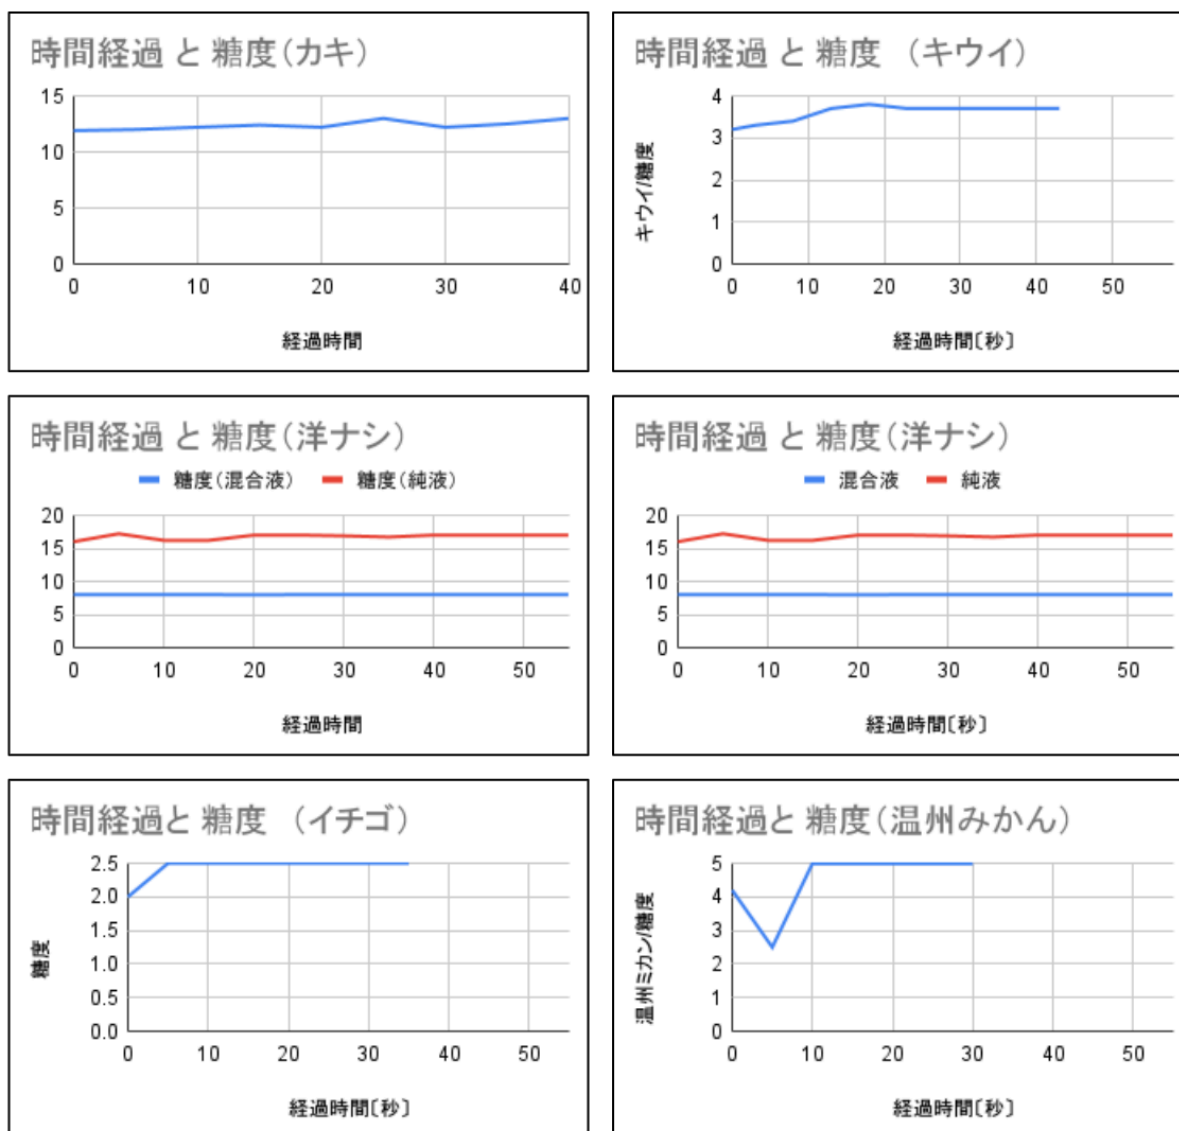 時間経過 と 糖度(カキ)
15
10
5
0
0 10 20 30 40
経過時間
時間経過 と 糖度 (キウイ)
キウイ/糖度
4
3
2
1
0
0 10 20 30 40 50
経過時間〔秒〕
時間経過 と 糖度(洋ナシ)
糖度(混合液) 糖度(純液)
20
15
10
5
0
0 10 20 30 40 50
経過時間
時間経過 と 糖度(洋ナシ)
混合液 純液
20
15
10
5
0
0 10 20 30 40 50
経過時間〔秒〕
時間経過と 糖度 (イチゴ)
糖度
2.5
2.0
1.5
1.0
0.5
0.0
0 10 20 30 40 50
経過時間〔秒〕
時間経過と 糖度(温州みかん)
温州ミカン/糖度
5
4
3
2
1
0
0 10 20 30 40 50
経過時間〔秒〕